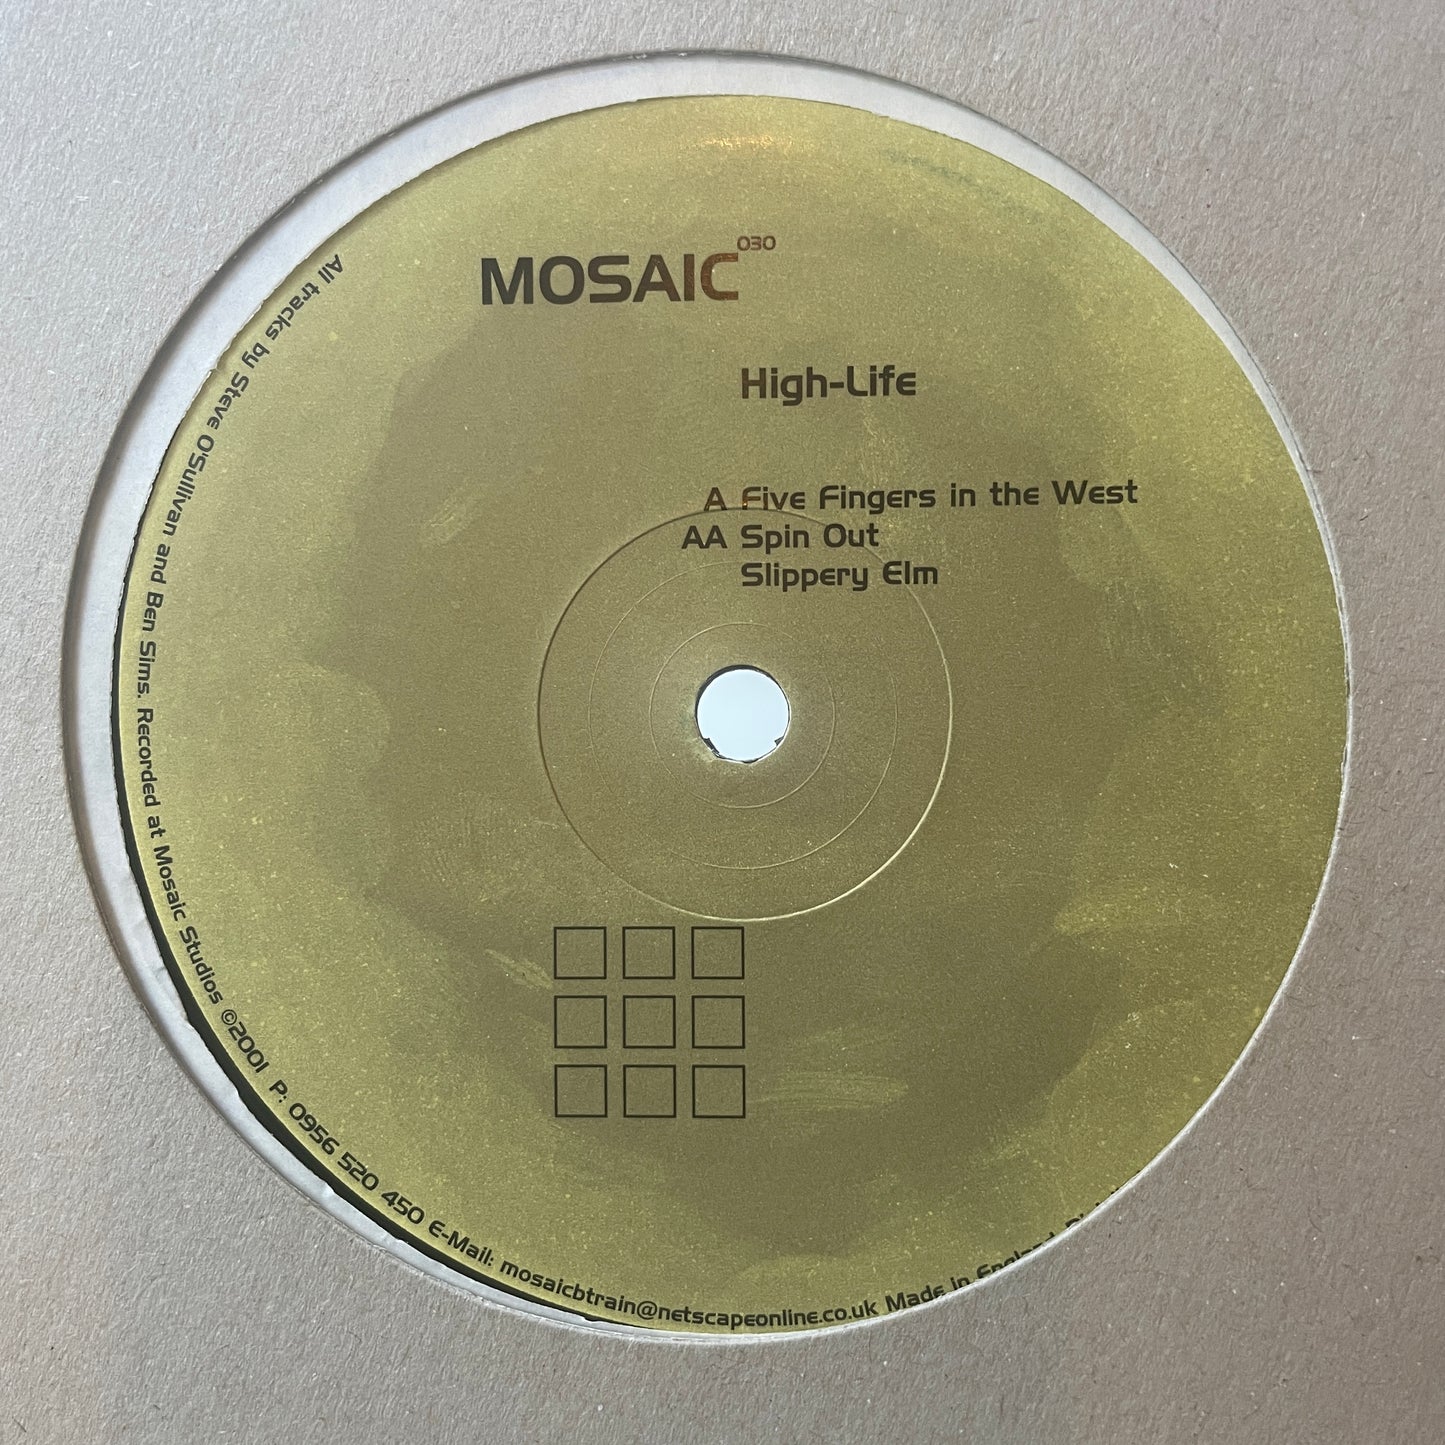 MOSAIC 030
High-Life
A Five Fingers in the West
AA Spin Out
Slippery Elm
All tracks by Steve O'Sullivan and Ben Sims. Recorded at Mosaic Studios ©2001 P: 0956 520 450 E-Mail: mosaicbtrain@netscapeonline.co.uk Made in England